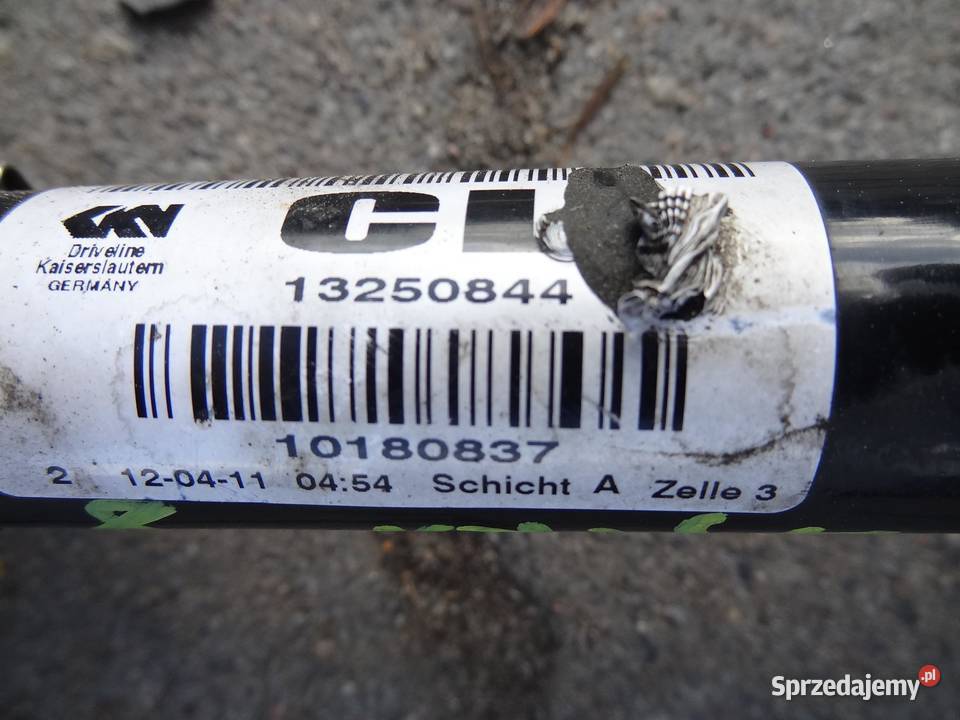 GKN
Driveline
Kaiserslautern
GERMANY
13250844
10180837
2 12-04-11 04:54 Schicht A Zelle 3
Sprzedajemy.pl